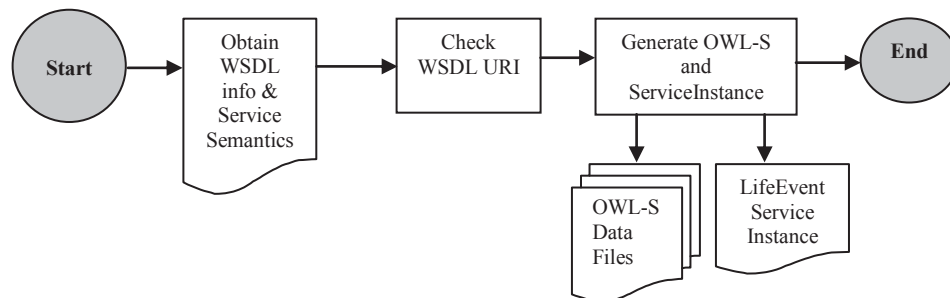 Start
Obtain
WSDL
info &
Service
Semantics
Check
WSDL URI
Generate OWL-S
and
ServiceInstance
End
OWL-S
Data
Files
LifeEvent
Service
Instance